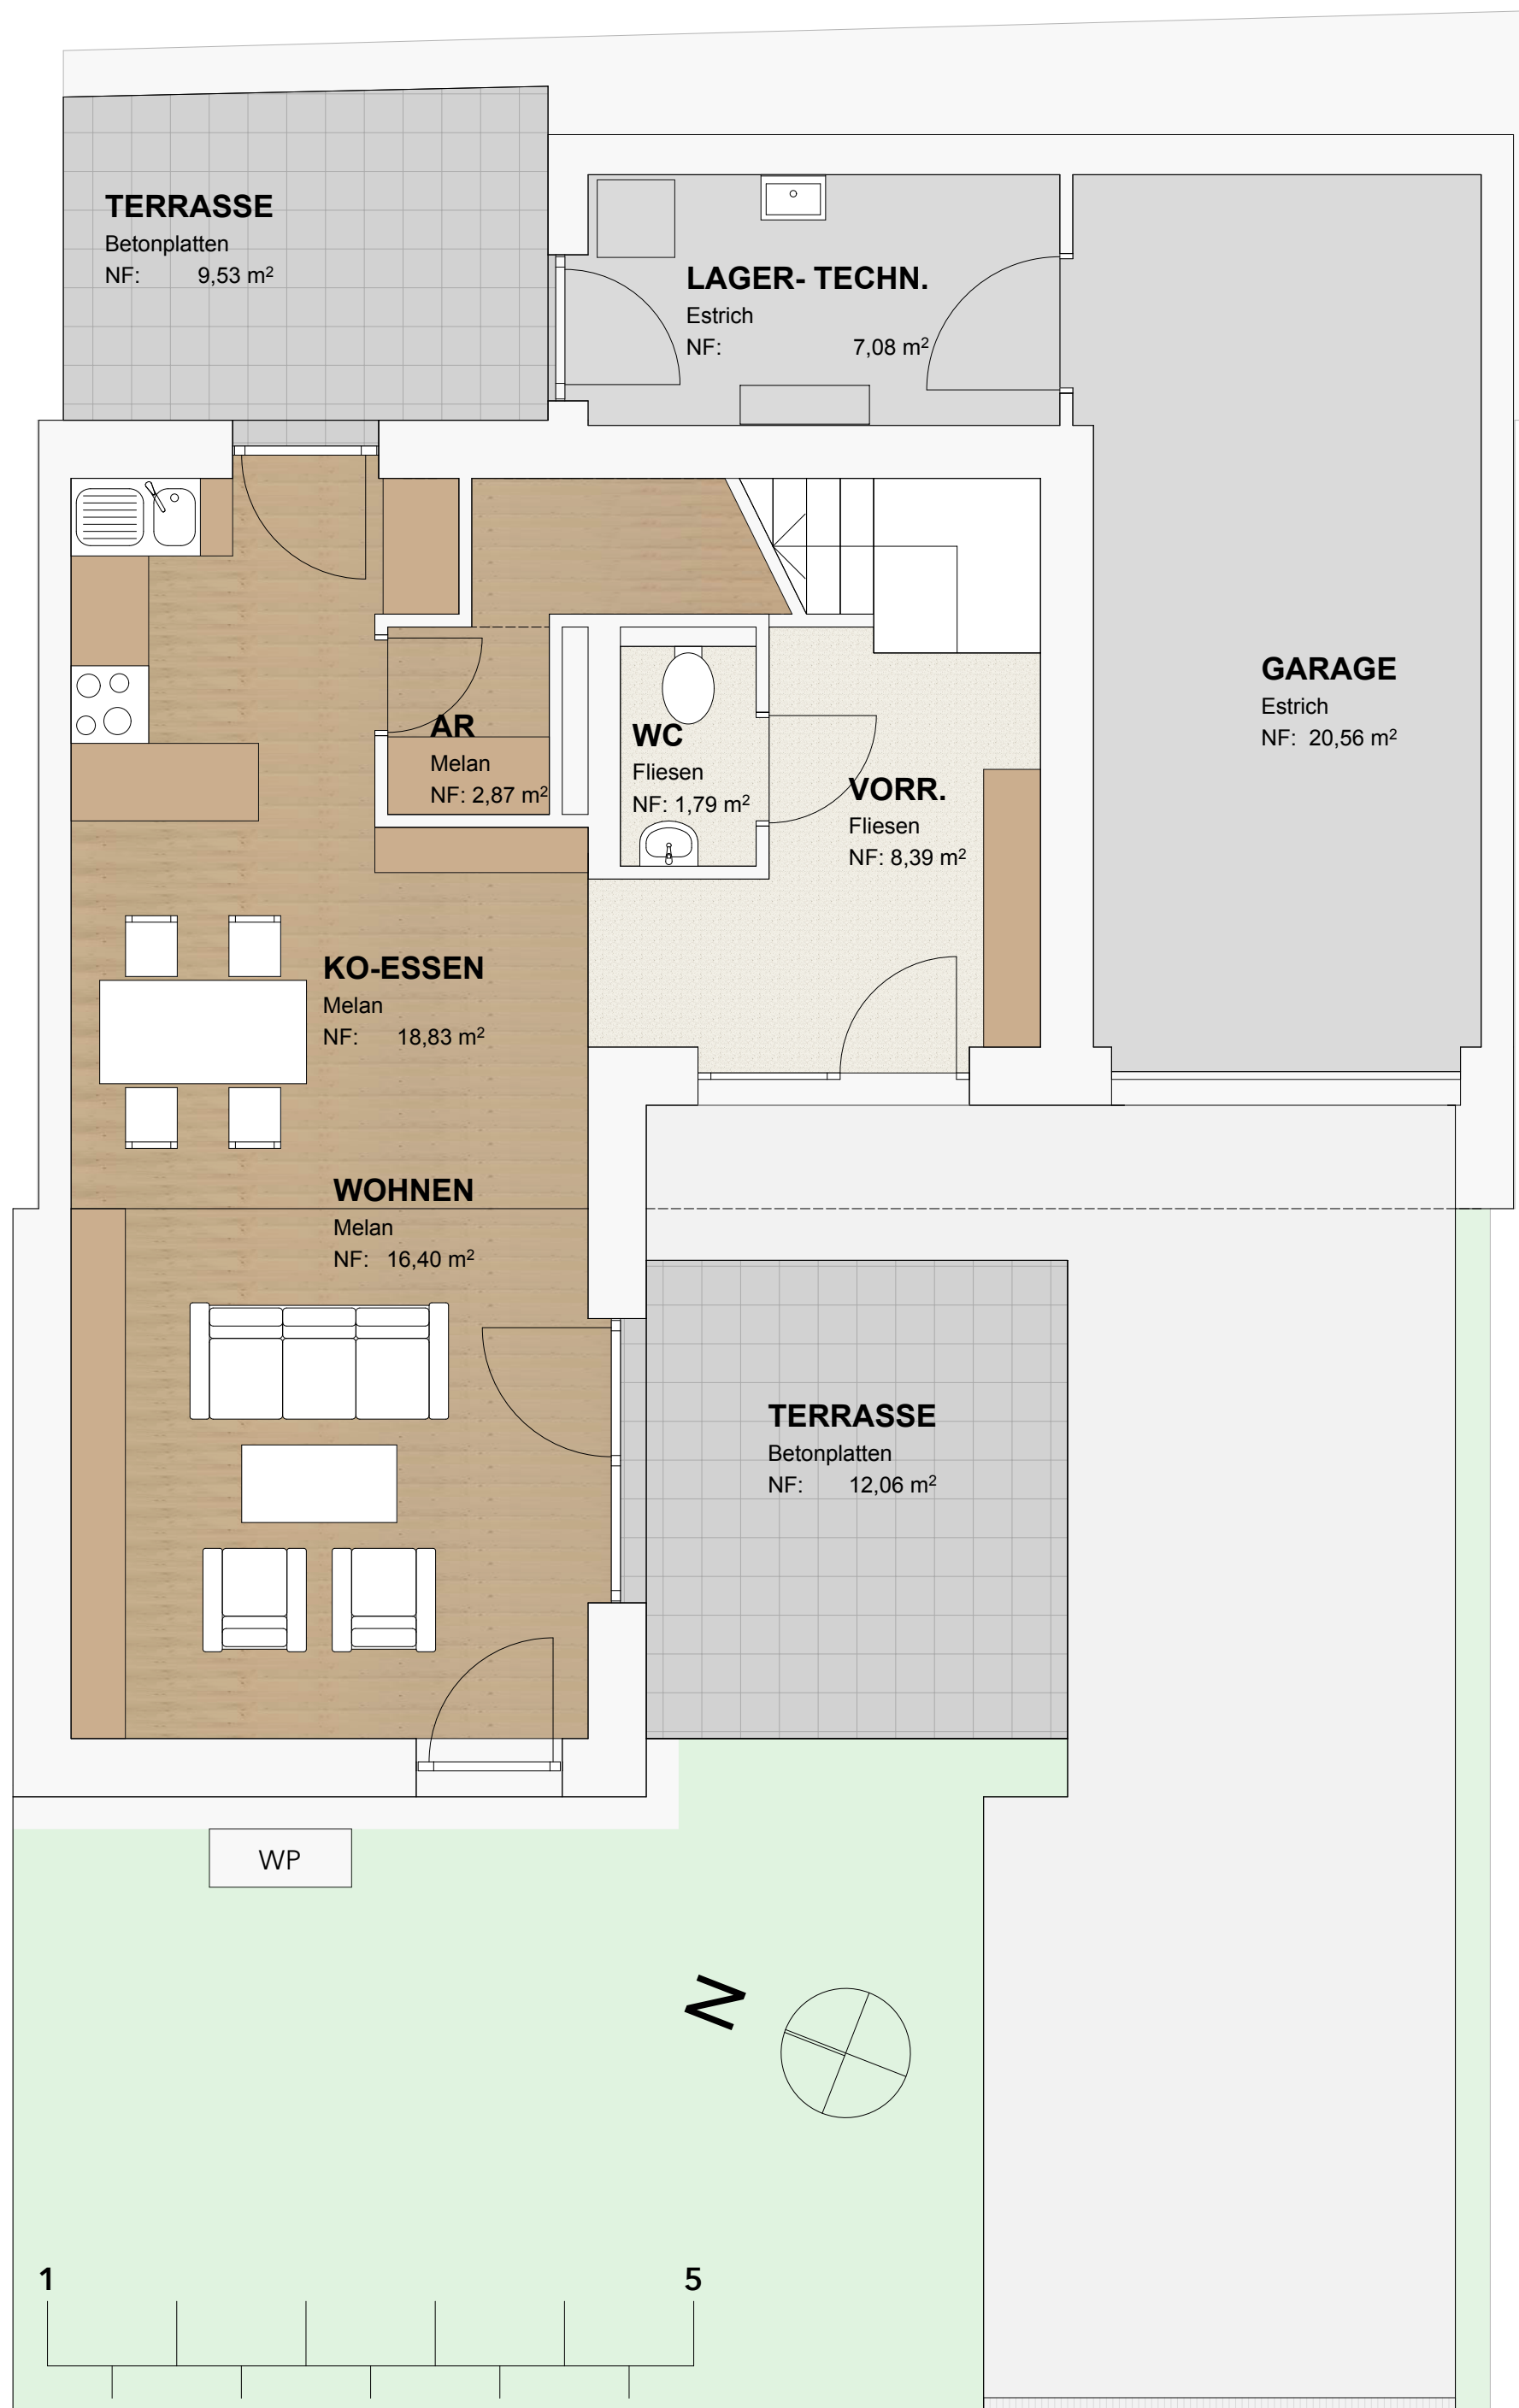 TERRASSE
Betonplatten
NF: 9,53 m²
LAGER- TECHN.
Estrich
NF: 7,08 m²
GARAGE
Estrich
NF: 20,56 m²
AR
Melan
NF: 2,87 m²
WC
Fliesen
NF: 1,79 m²
VORR.
Fliesen
NF: 8,39 m²
KO-ESSEN
Melan
NF: 18,83 m²
WOHNEN
Melan
NF: 16,40 m²
TERRASSE
Betonplatten
NF: 12,06 m²
WP
N
1 5